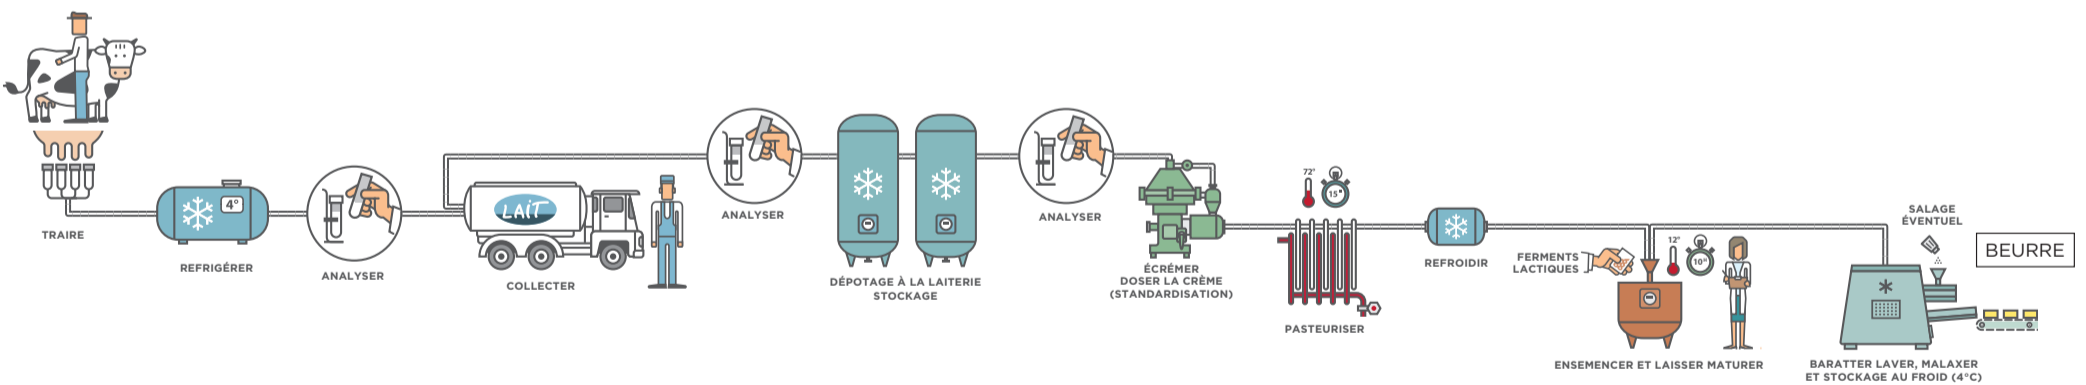 TRAIRE
4°
REFRIGÉRER
ANALYSER
LAIT
COLLECTER
ANALYSER
DÉPOTAGE À LA LAITERIE
STOCKAGE
ANALYSER
ÉCRÉMER
DOSER LA CRÈME
(STANDARDISATION)
72°
15"
PASTEURISER
REFROIDIR
FERMENTS
LACTIQUES
12°
10H
ENSEMENCER ET LAISSER MATURER
SALAGE
ÉVENTUEL
BARATTER LAVER, MALAXER
ET STOCKAGE AU FROID (4°C)
BEURRE